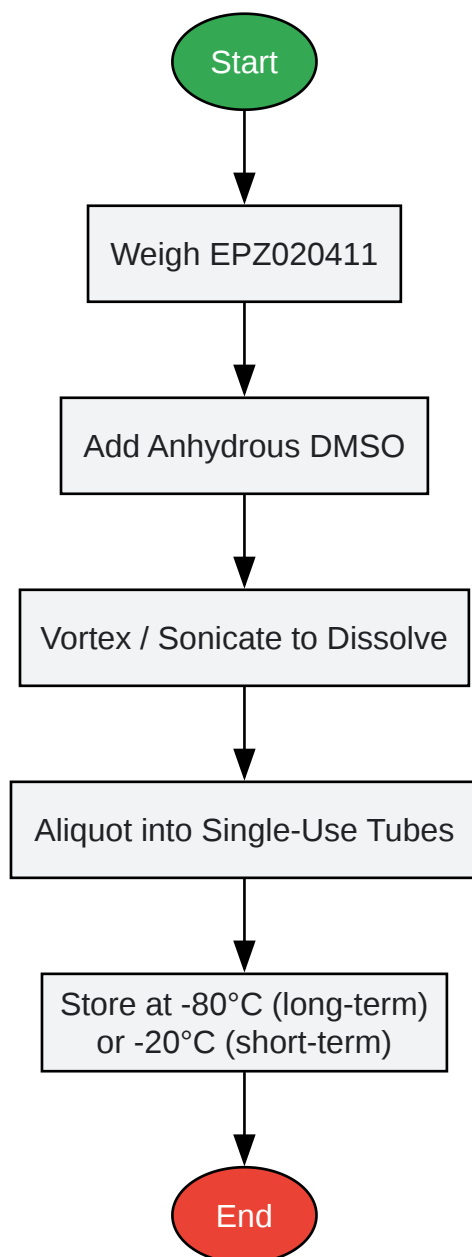 Start
Weigh EPZ020411
Add Anhydrous DMSO
Vortex / Sonicate to Dissolve
Aliquot into Single-Use Tubes
Store at -80°C (long-term)
or -20°C (short-term)
End